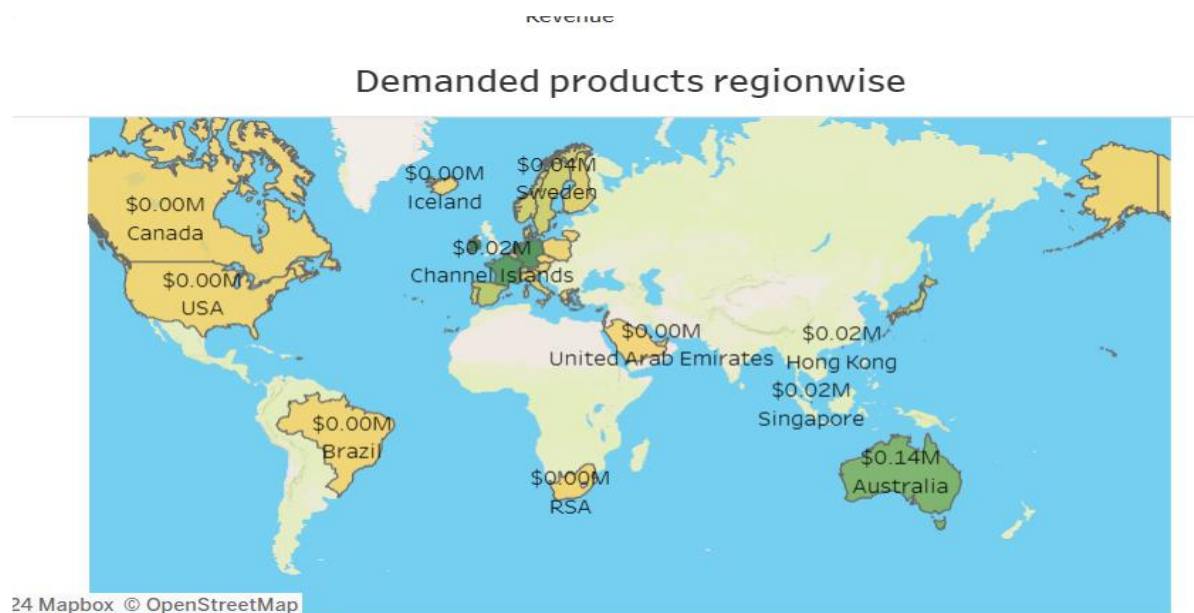 Revenue
Demanded products regionwise
$0.00M
Iceland
$0.04M
Sweden
$0.00M
Canada
$0.02M
Channel Islands
$0.00M
USA
$0.00M
United Arab Emirates
$0.02M
Hong Kong
$0.02M
Singapore
$0.00M
Brazil
$0.14M
Australia
$0.00M
RSA
24 Mapbox © OpenStreetMap